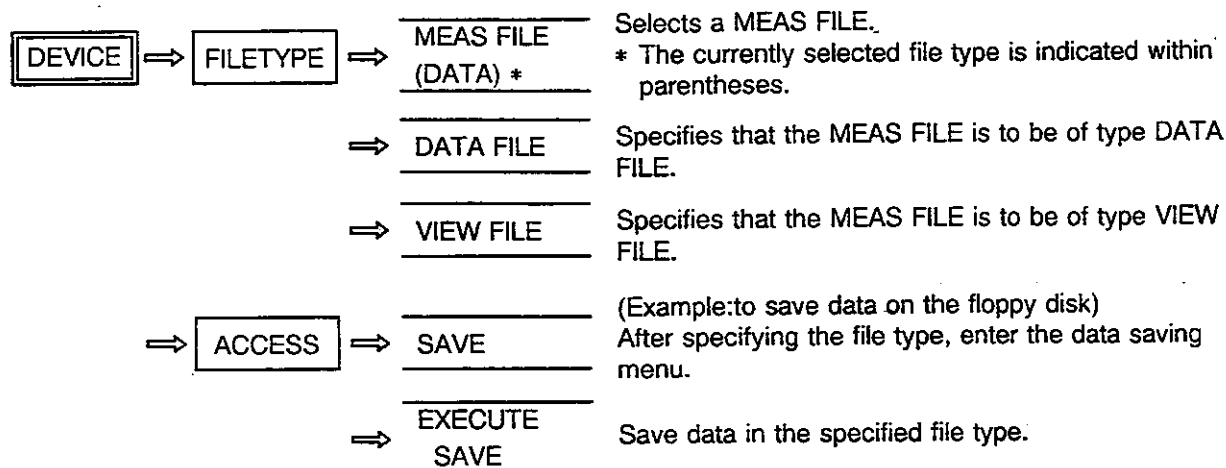 DEVICE ⇒ FILETYPE ⇒ MEAS FILE
(DATA) *
Selects a MEAS FILE.
* The currently selected file type is indicated within
parentheses.
⇒ DATA FILE
Specifies that the MEAS FILE is to be of type DATA
FILE.
⇒ VIEW FILE
Specifies that the MEAS FILE is to be of type VIEW
FILE.
⇒ ACCESS ⇒ SAVE
(Example:to save data on the floppy disk)
After specifying the file type, enter the data saving
menu.
⇒ EXECUTE
SAVE
Save data in the specified file type.